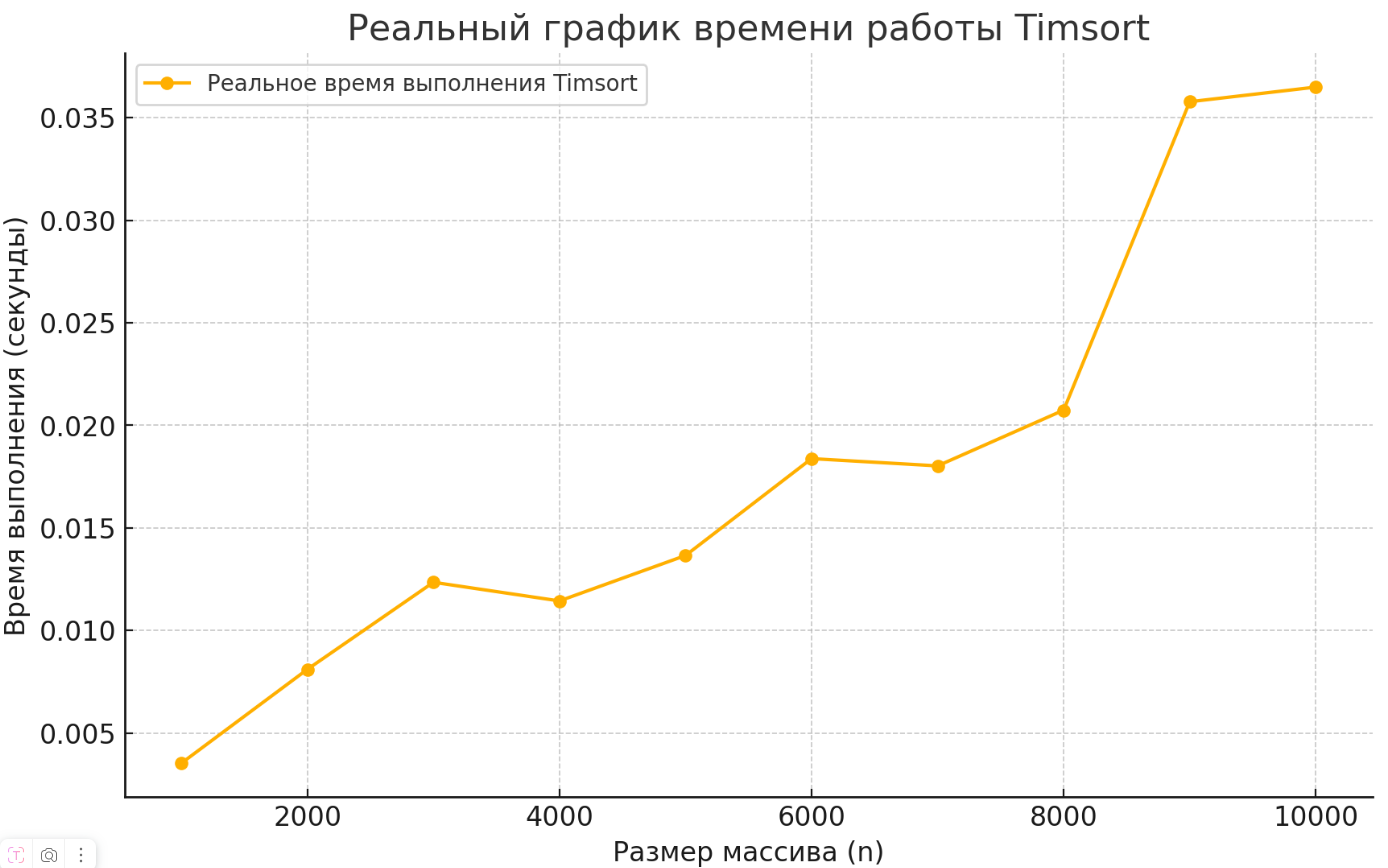 Реальный график времени работы Timsort
Реальное время выполнения Timsort
Время выполнения (секунды)
0.035
0.030
0.025
0.020
0.015
0.010
0.005
2000 4000 6000 8000 10000
Размер массива (n)